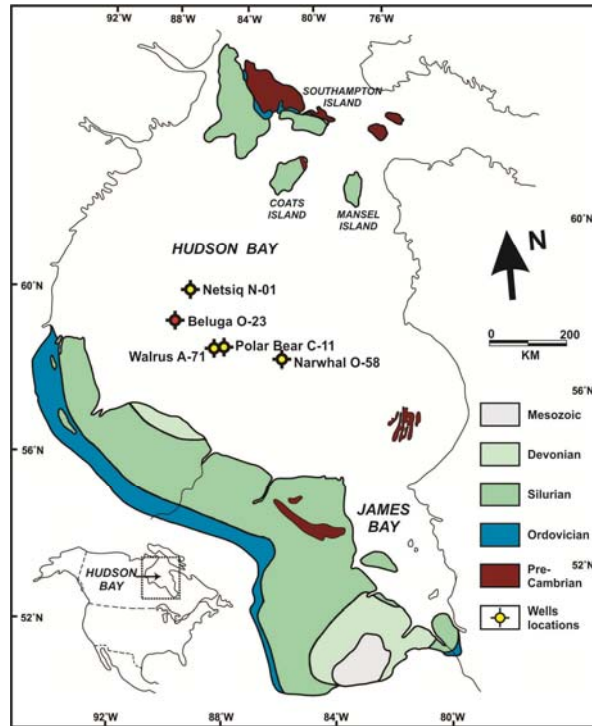 92°W
88°W
84°W
80°W
76°W
SOUTHAMPTON
ISLAND
COATS
ISLAND
MANSEL
ISLAND
60°N
HUDSON BAY
N
60°N
Netsiq N-01
Beluga O-23
Polar Bear C-11
Walrus A-71
Narwhal O-58
0 200
KM
56°N
Mesozoic
56°N
Devonian
Silurian
JAMES
BAY
Ordovician
52°N
Pre-
Cambrian
HUDSON
BAY
52°N
Wells
locations
92°W
88°W
84°W
80°W